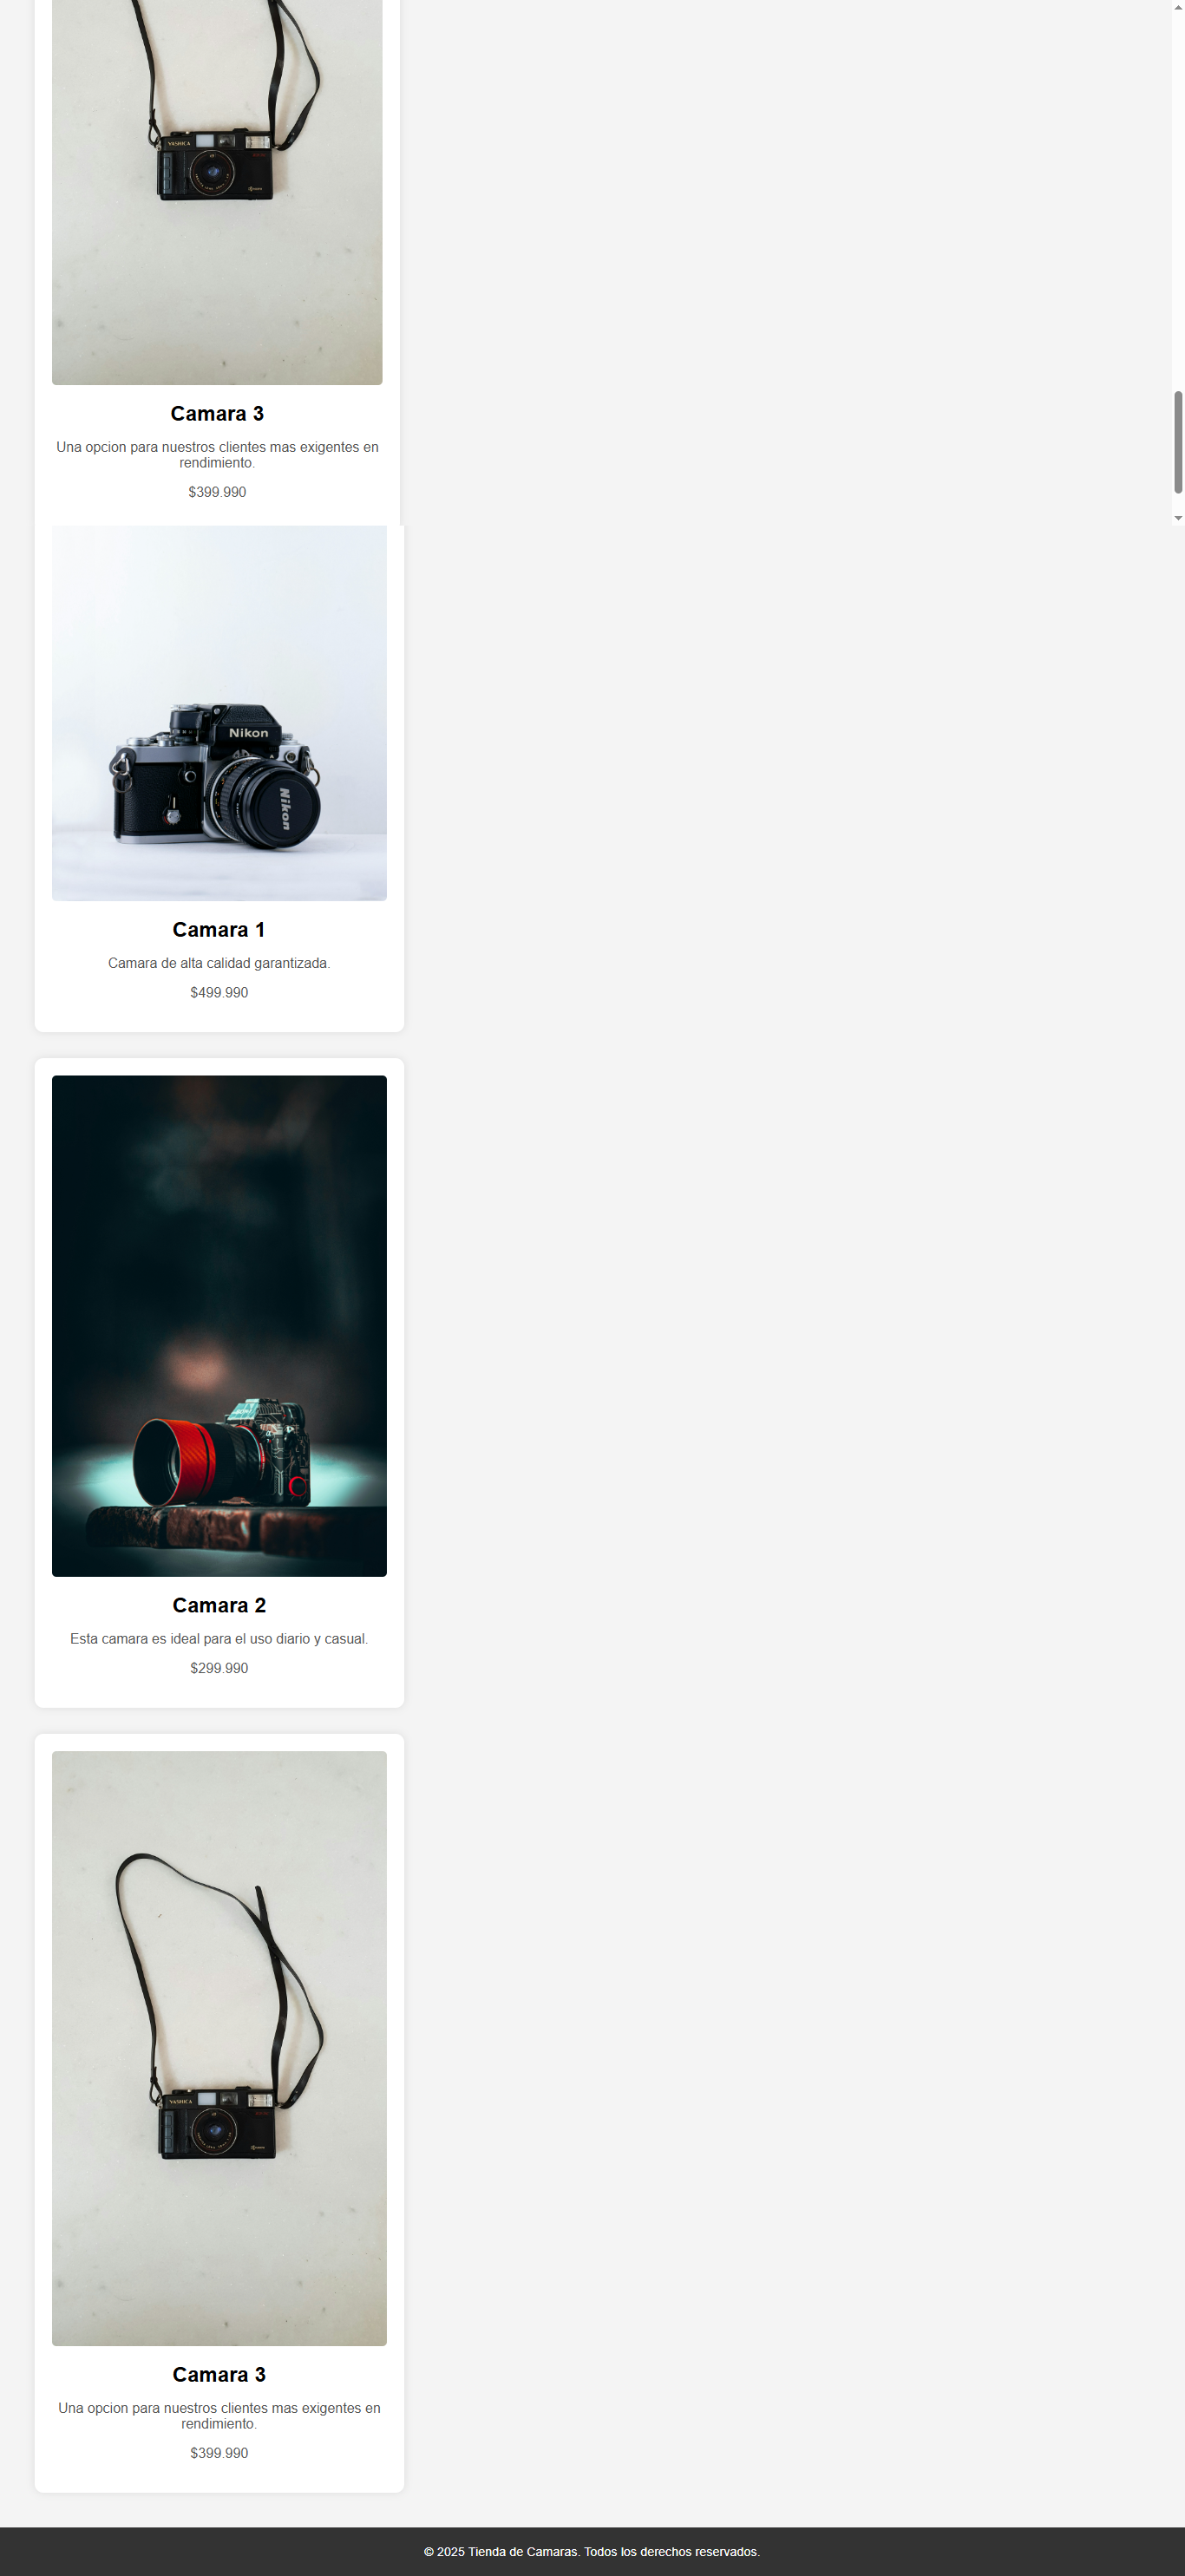 YASHICA
Camara 3
Una opcion para nuestros clientes mas exigentes en
rendimiento.
$399.990
Nikon
Nikon
Camara 1
Camara de alta calidad garantizada.
$499.990
Camara 2
Esta camara es ideal para el uso diario y casual.
$299.990
YASHICA
Camara 3
Una opcion para nuestros clientes mas exigentes en
rendimiento.
$399.990
© 2025 Tienda de Camaras. Todos los derechos reservados.